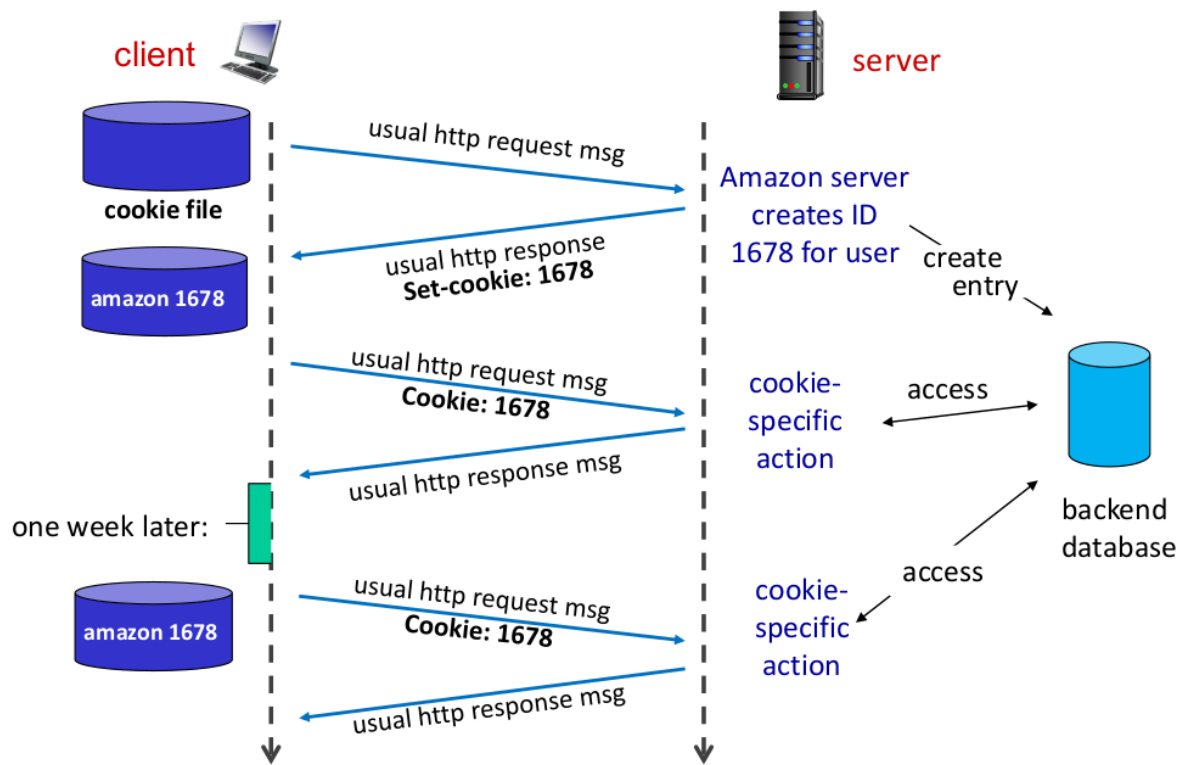 client
server
usual http request msg
cookie file
Amazon server
creates ID
1678 for user
create
entry
usual http response
Set-cookie: 1678
amazon 1678
usual http request msg
Cookie: 1678
cookie-
specific
action
access
usual http response msg
one week later:
backend
database
access
amazon 1678
usual http request msg
Cookie: 1678
cookie-
specific
action
usual http response msg